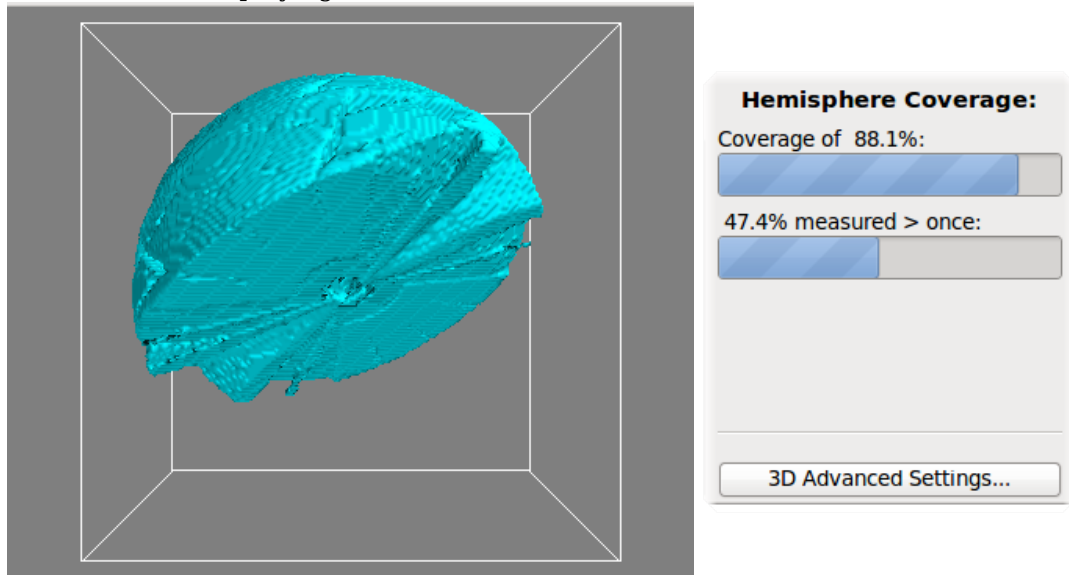 Hemisphere Coverage:
Coverage of 88.1%:
47.4% measured > once:
3D Advanced Settings...